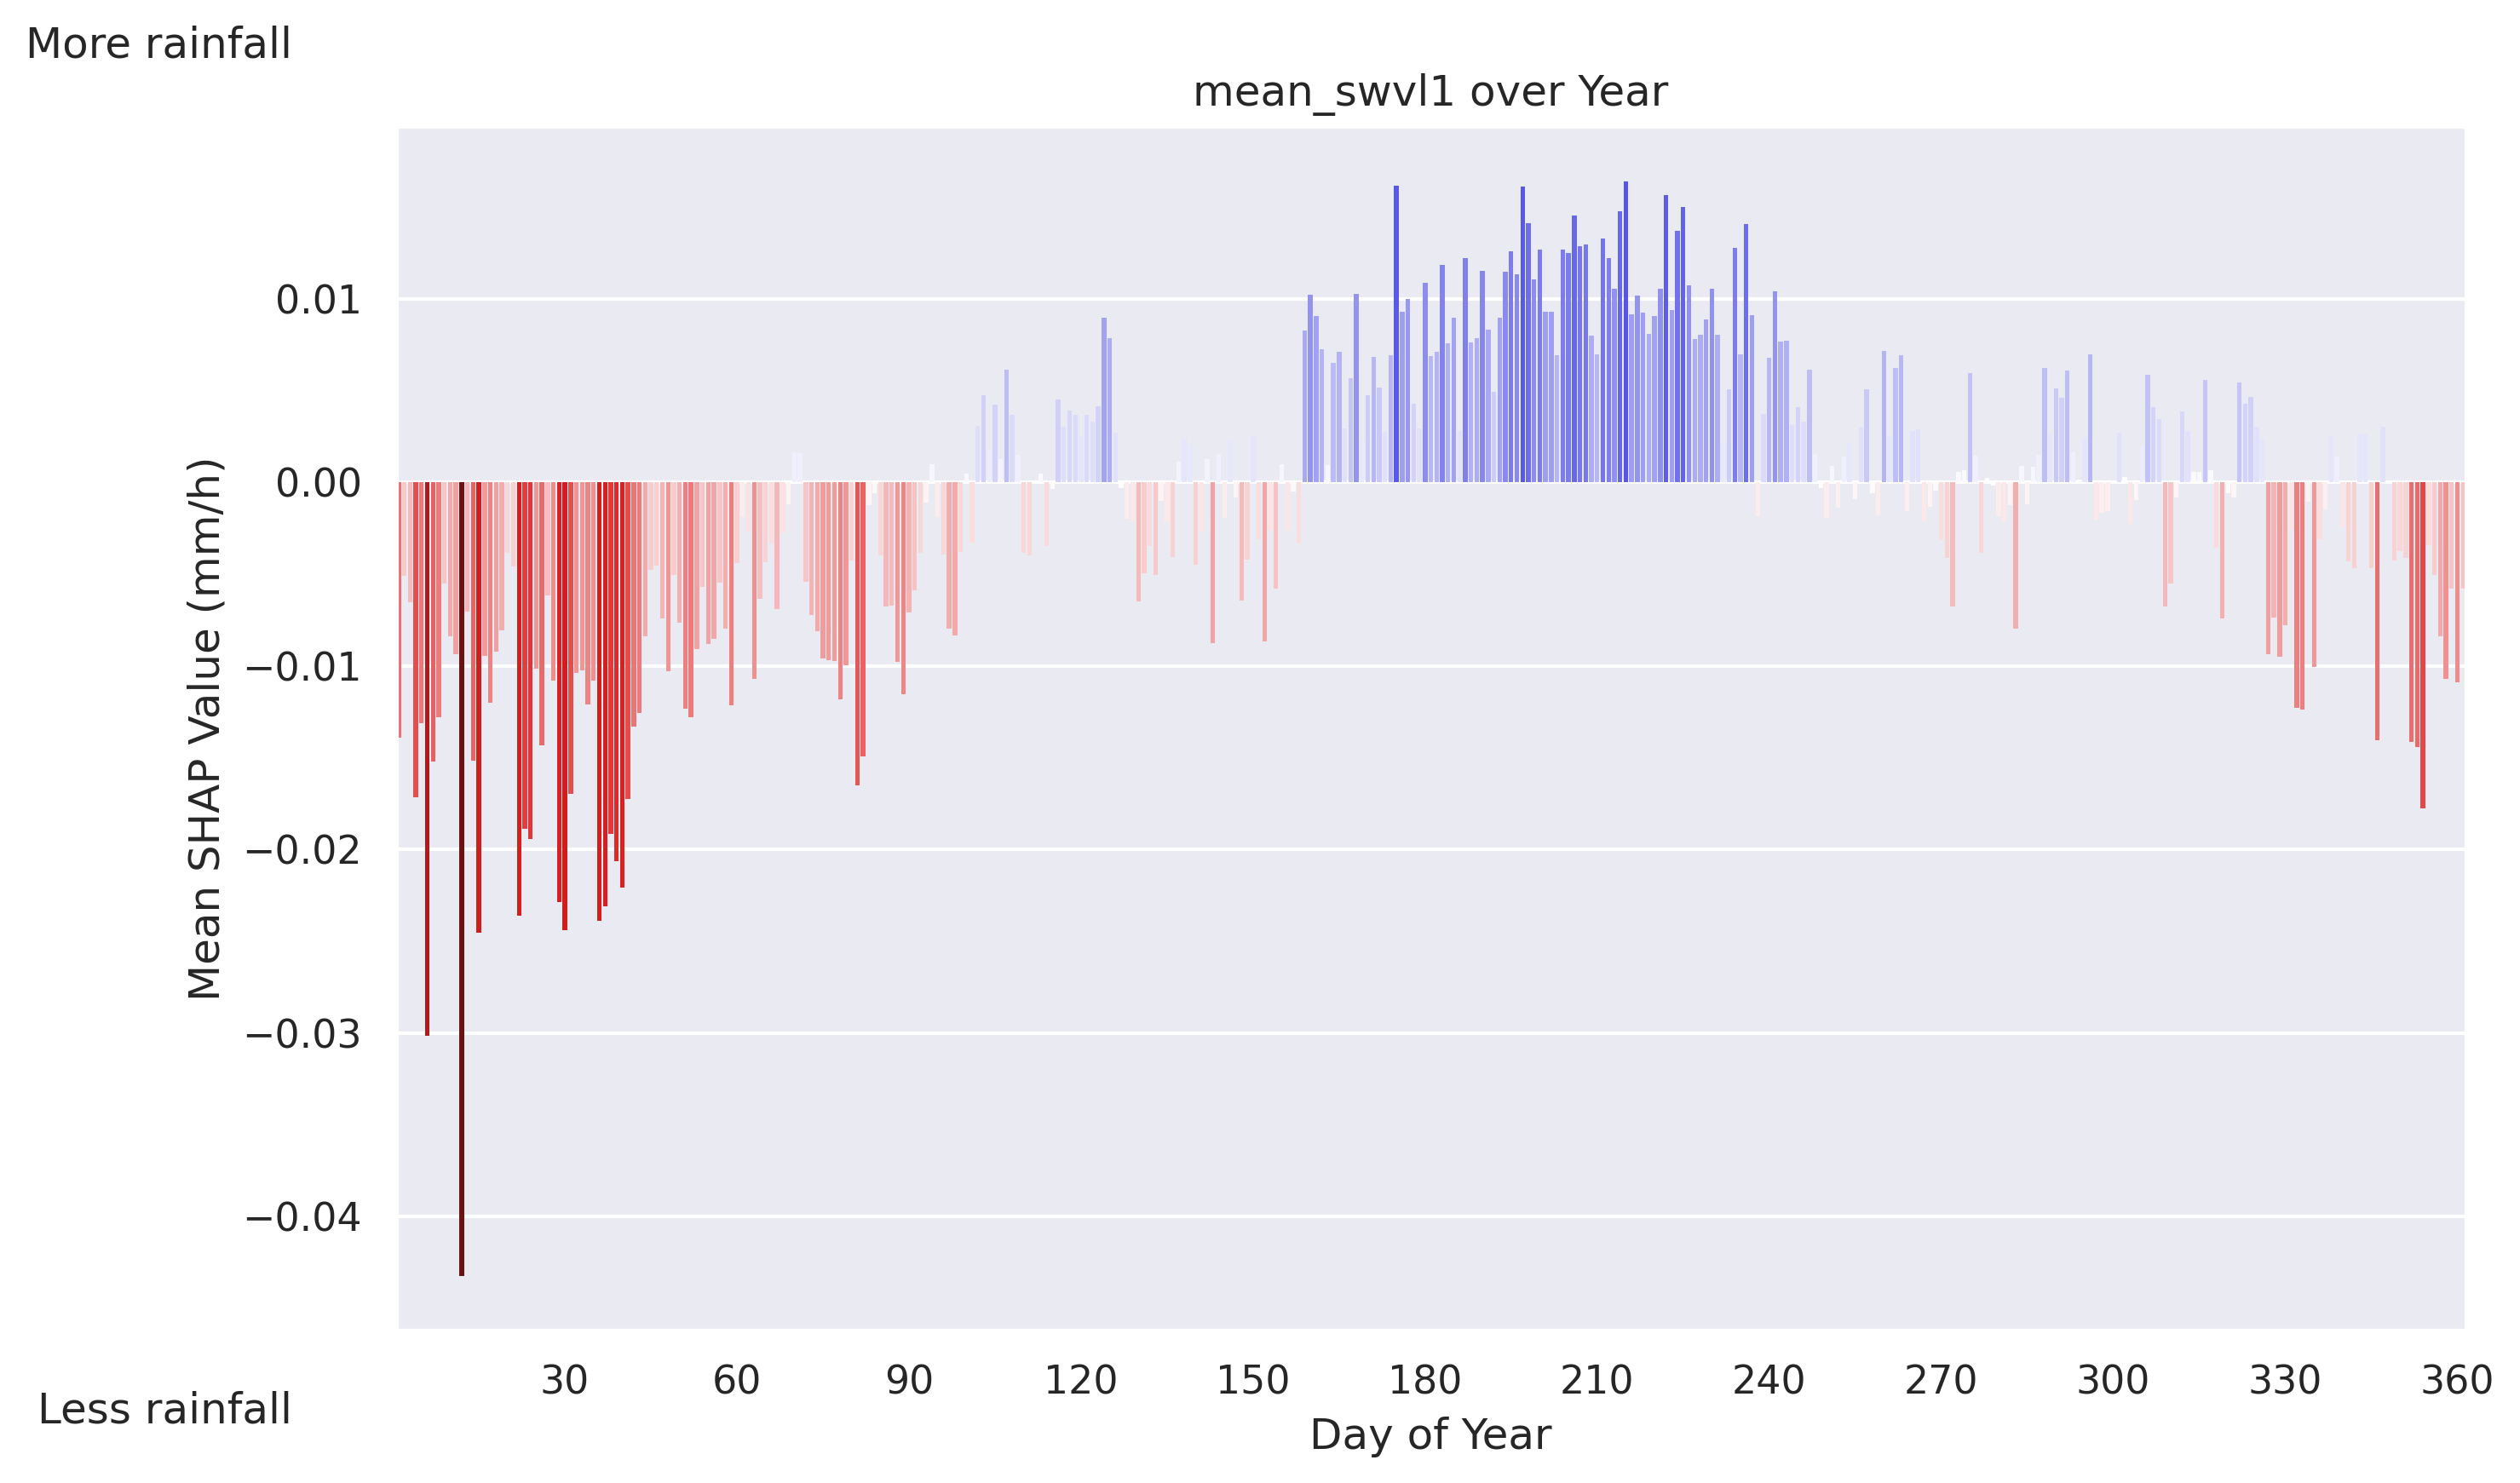 More rainfall
mean_swvl1 over Year
Mean SHAP Value (mm/h)
0.01
0.00
−0.01
−0.02
−0.03
−0.04
30 60 90 120 150 180 210 240 270 300 330 360
Less rainfall
Day of Year